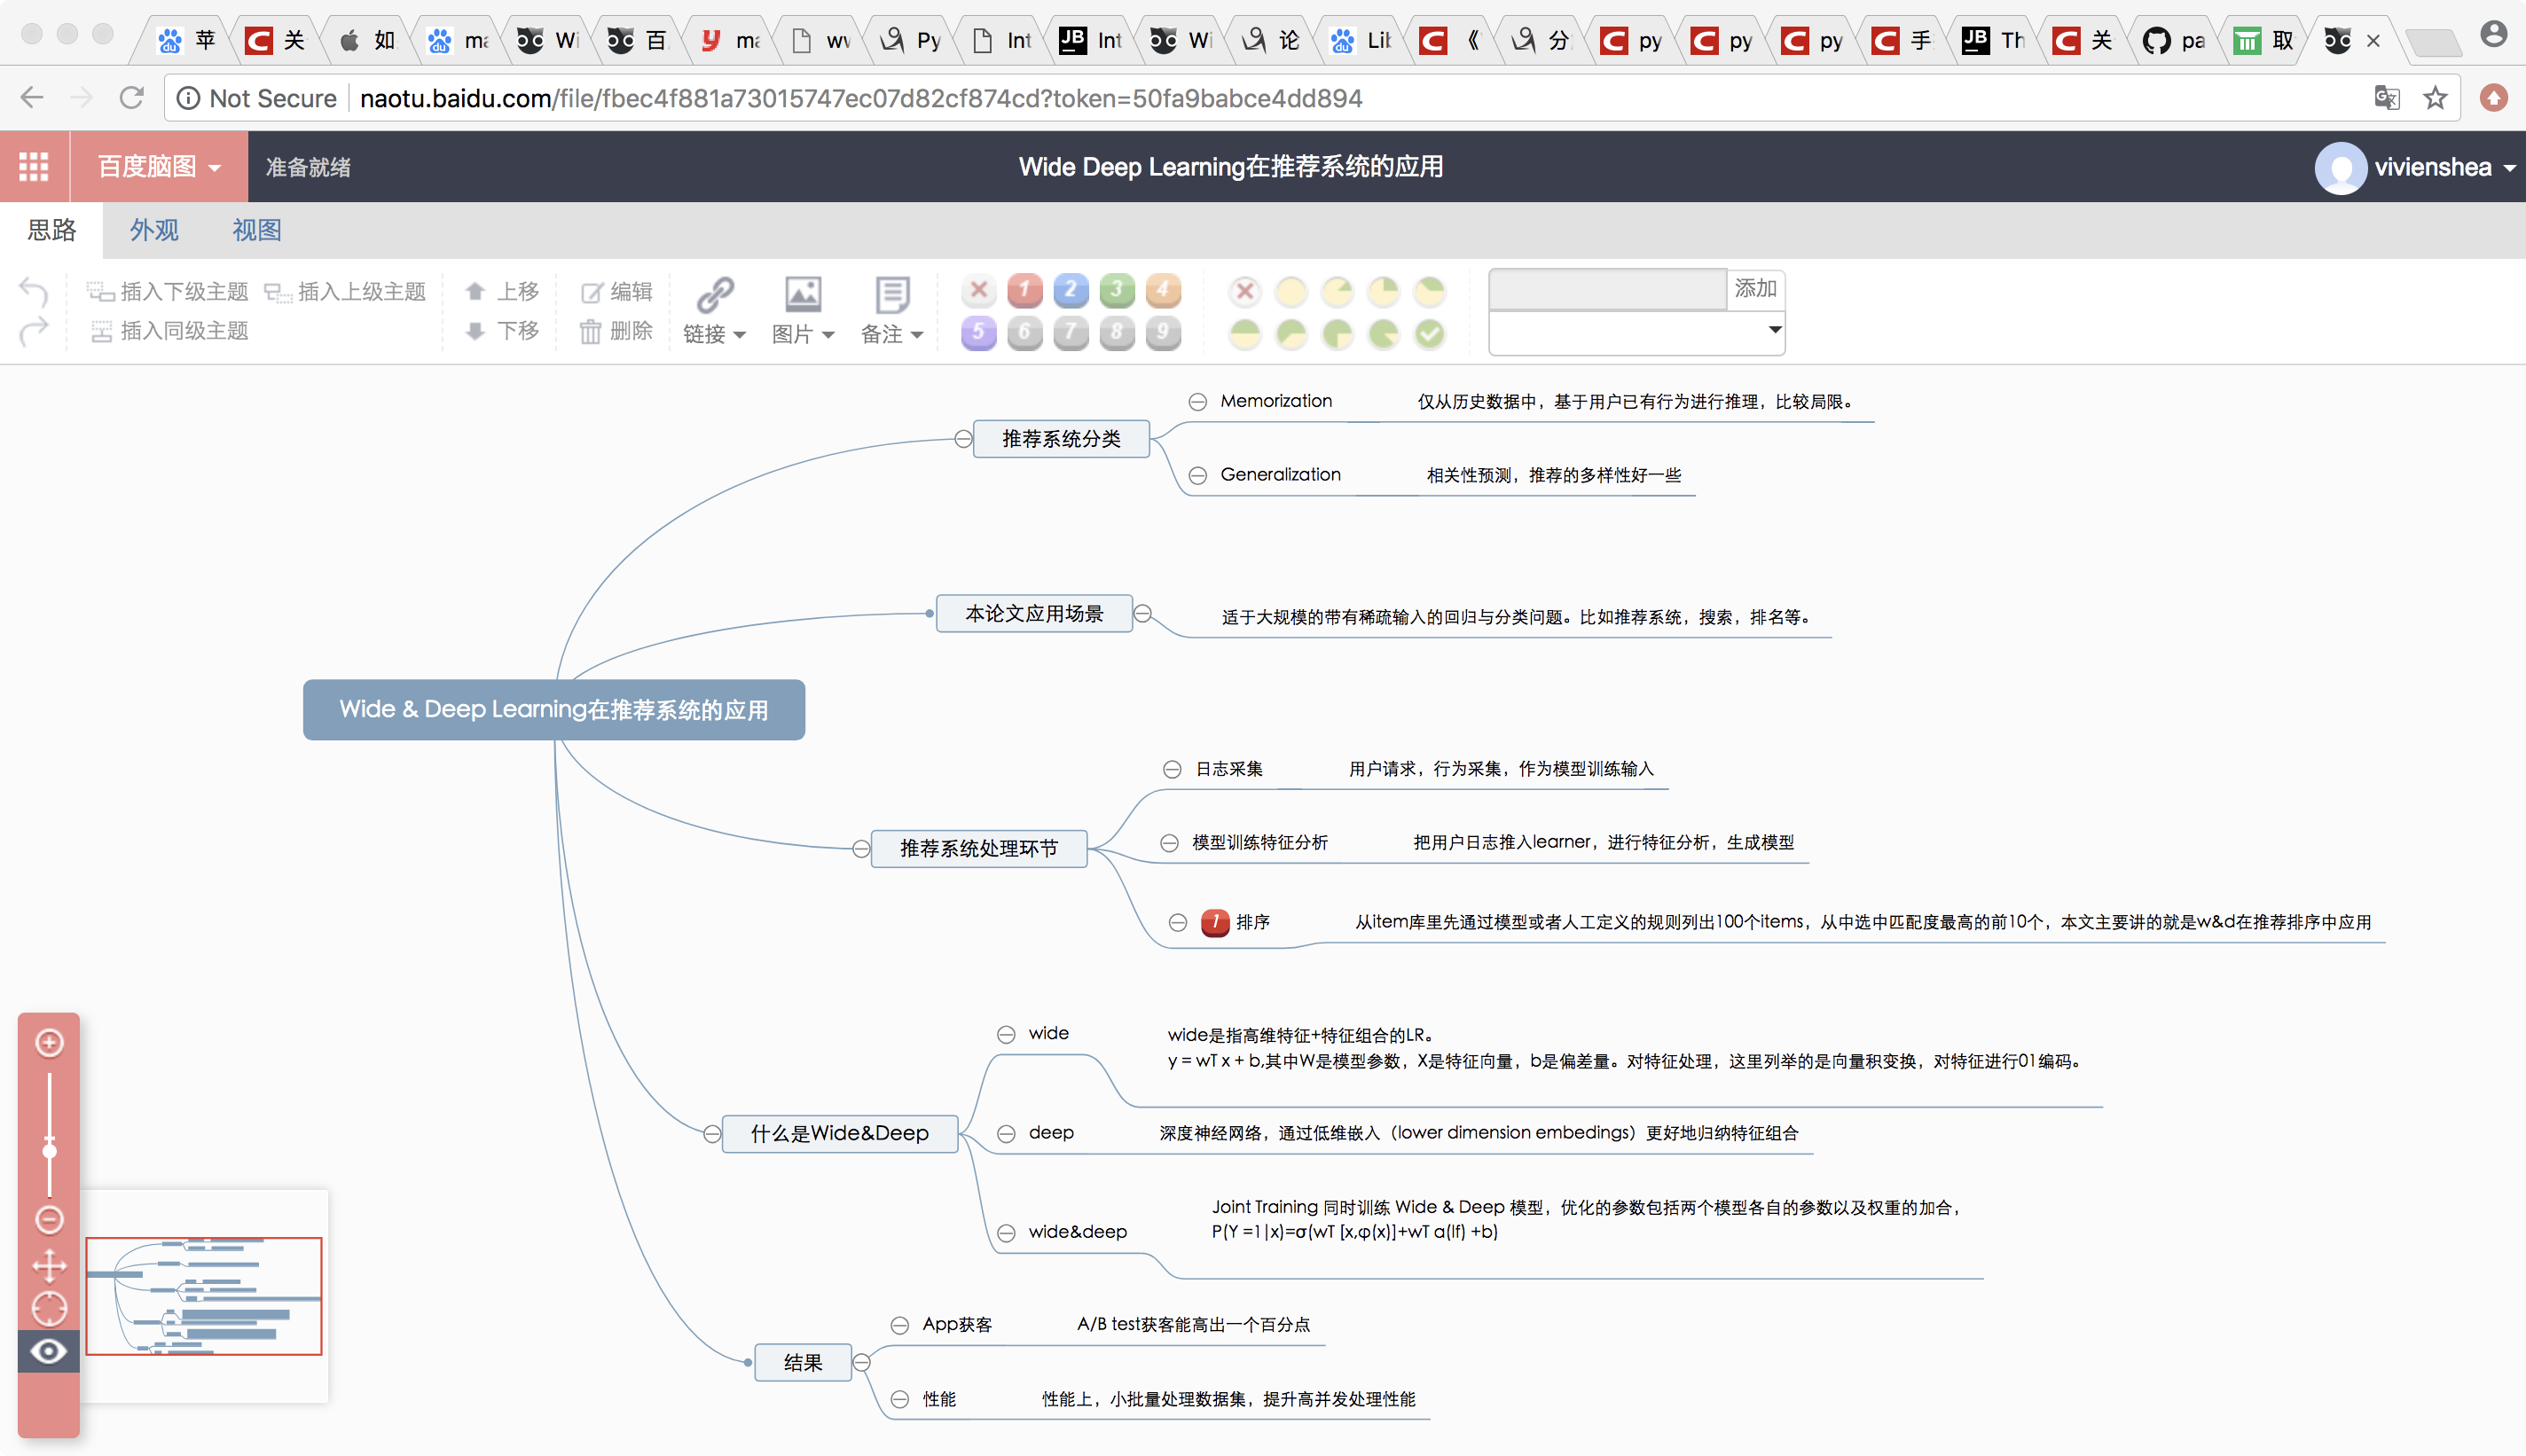 苹
关
如
ma
Wi
百
ma
wv
Py
Int
Int
Wi
论
Lib
《
分
py
py
py
手
Th
关
pa
取
Not Secure
naotu.baidu.com/file/fbec4f881a73015747ec07d82cf874cd?token=50fa9babce4dd894
百度脑图
准备就绪
Wide Deep Learning在推荐系统的应用
vivienshea
思路
外观
视图
插入下级主题
插入上级主题
插入同级主题
上移
下移
编辑
删除
链接
图片
备注
1 2 3 4
5 6 7 8 9
添加
推荐系统分类
Memorization
仅从历史数据中，基于用户已有行为进行推理，比较局限。
Generalization
相关性预测，推荐的多样性好一些
本论文应用场景
适于大规模的带有稀疏输入的回归与分类问题。比如推荐系统，搜索，排名等。
Wide & Deep Learning在推荐系统的应用
推荐系统处理环节
日志采集
用户请求，行为采集，作为模型训练输入
模型训练特征分析
把用户日志推入learner，进行特征分析，生成模型
1 排序
从item库里先通过模型或者人工定义的规则列出100个items，从中选中匹配度最高的前10个，本文主要讲的就是w&d在推荐排序中应用
什么是Wide&Deep
wide
wide是指高维特征+特征组合的LR。
y = wT x + b,其中W是模型参数，X是特征向量，b是偏差量。对特征处理，这里列举的是向量积变换，对特征进行01编码。
deep
深度神经网络，通过低维嵌入（lower dimension embedings）更好地归纳特征组合
wide&deep
Joint Training 同时训练 Wide & Deep 模型，优化的参数包括两个模型各自的参数以及权重的加合，
P(Y =1|x)=σ(wT [x,φ(x)]+wT a(lf) +b)
结果
App获客
A/B test获客能高出一个百分点
性能
性能上，小批量处理数据集，提升高并发处理性能